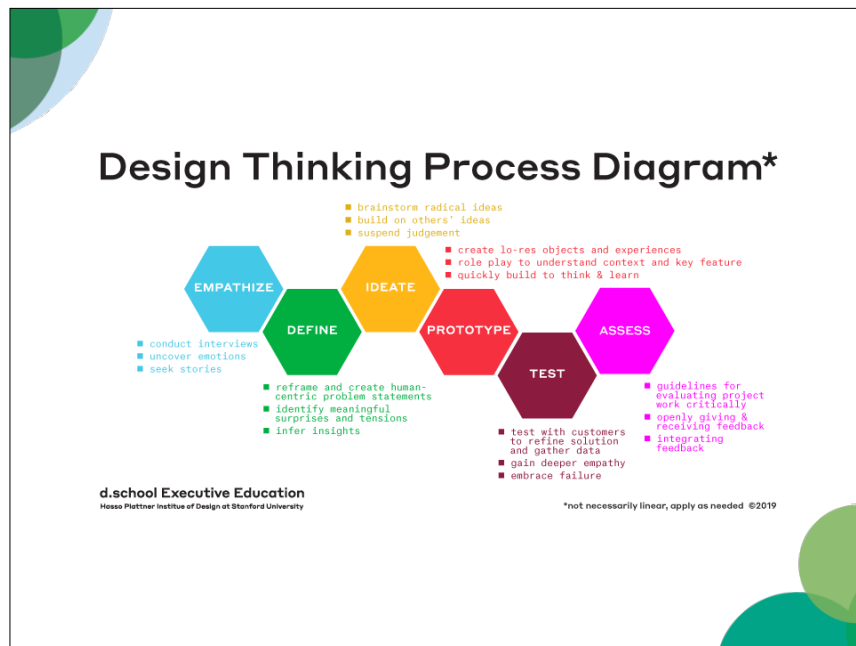 Design Thinking Process Diagram*
■ brainstorm radical ideas
■ build on others' ideas
■ suspend judgement
■ create lo-res objects and experiences
■ role play to understand context and key feature
■ quickly build to think & learn
EMPATHIZE
IDEATE
DEFINE
PROTOTYPE
ASSESS
TEST
■ conduct interviews
■ uncover emotions
■ seek stories
■ reframe and create human-
centric problem statements
■ identify meaningful
surprises and tensions
■ infer insights
■ test with customers
to refine solution
and gather data
■ gain deeper empathy
■ embrace failure
■ guidelines for
evaluating project
work critically
■ openly giving &
receiving feedback
■ integrating
feedback
d.school Executive Education
Hasso Plattner Institue of Design at Stanford University
*not necessarily linear, apply as needed ©2019